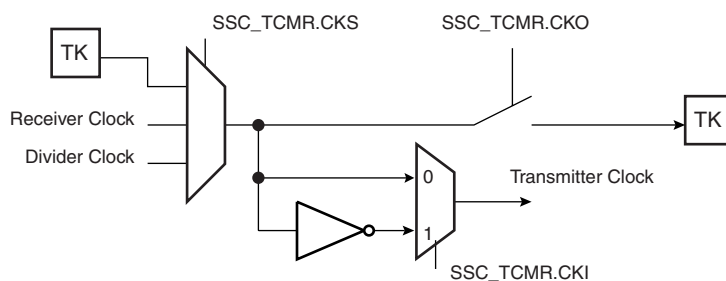 SSC_TCMR.CKS
SSC_TCMR.CKO
TK
Receiver Clock
TK
Divider Clock
0
Transmitter Clock
1
SSC_TCMR.CKI